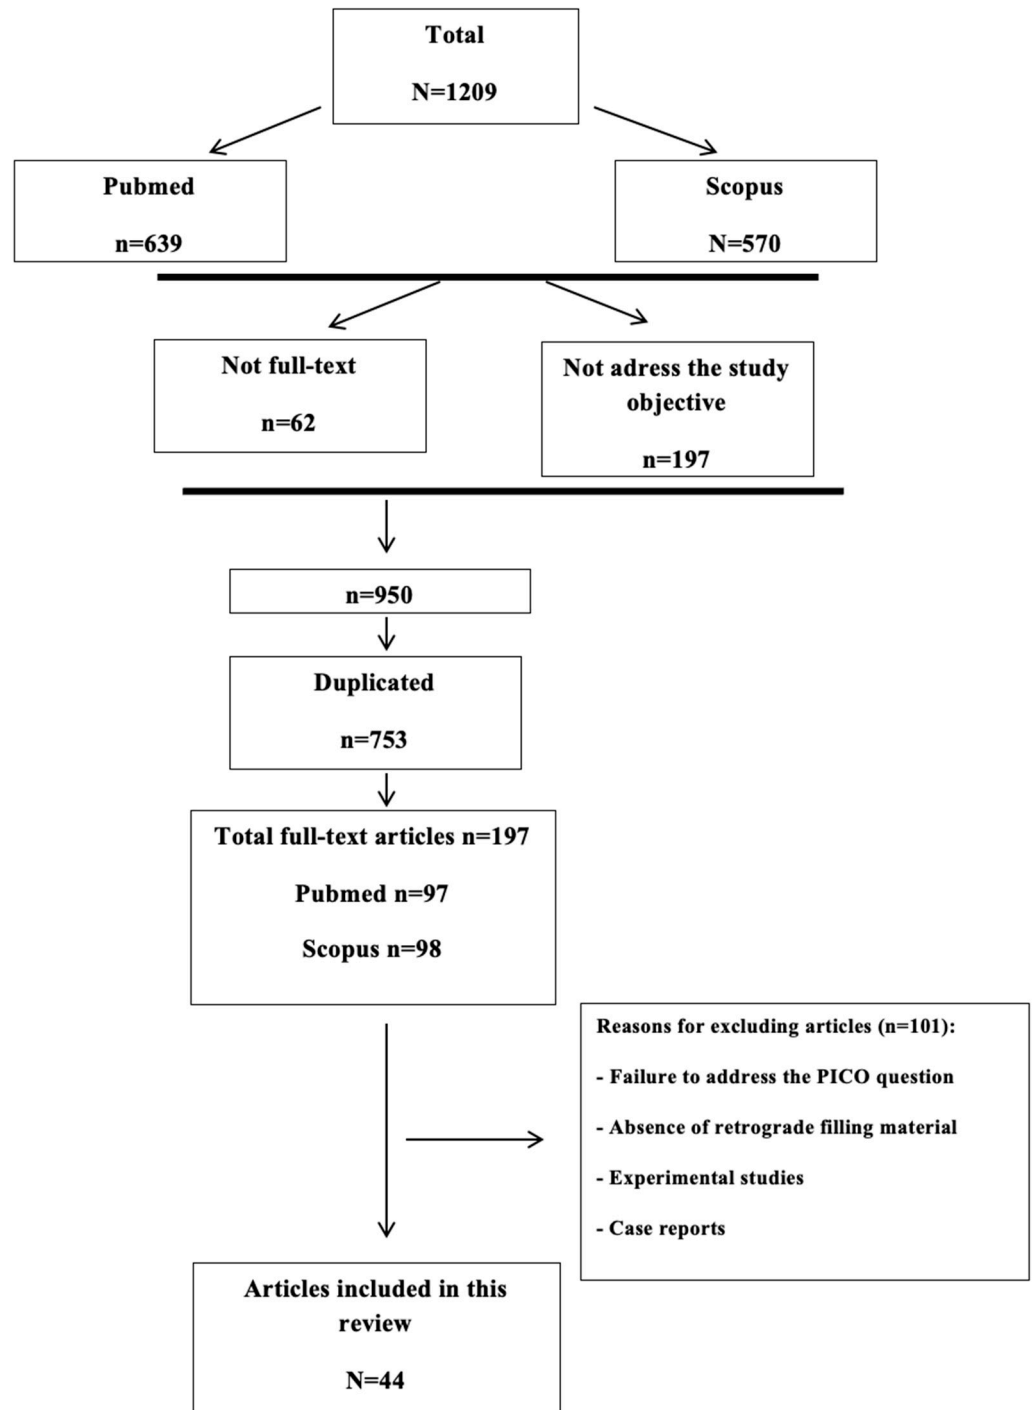 Total
N=1209
Pubmed
n=639
Scopus
N=570
Not full-text
n=62
Not adress the study
objective
n=197
n=950
Duplicated
n=753
Total full-text articles n=197
Pubmed n=97
Scopus n=98
Reasons for excluding articles (n=101):
- Failure to address the PICO question
- Absence of retrograde filling material
- Experimental studies
- Case reports
Articles included in this
review
N=44